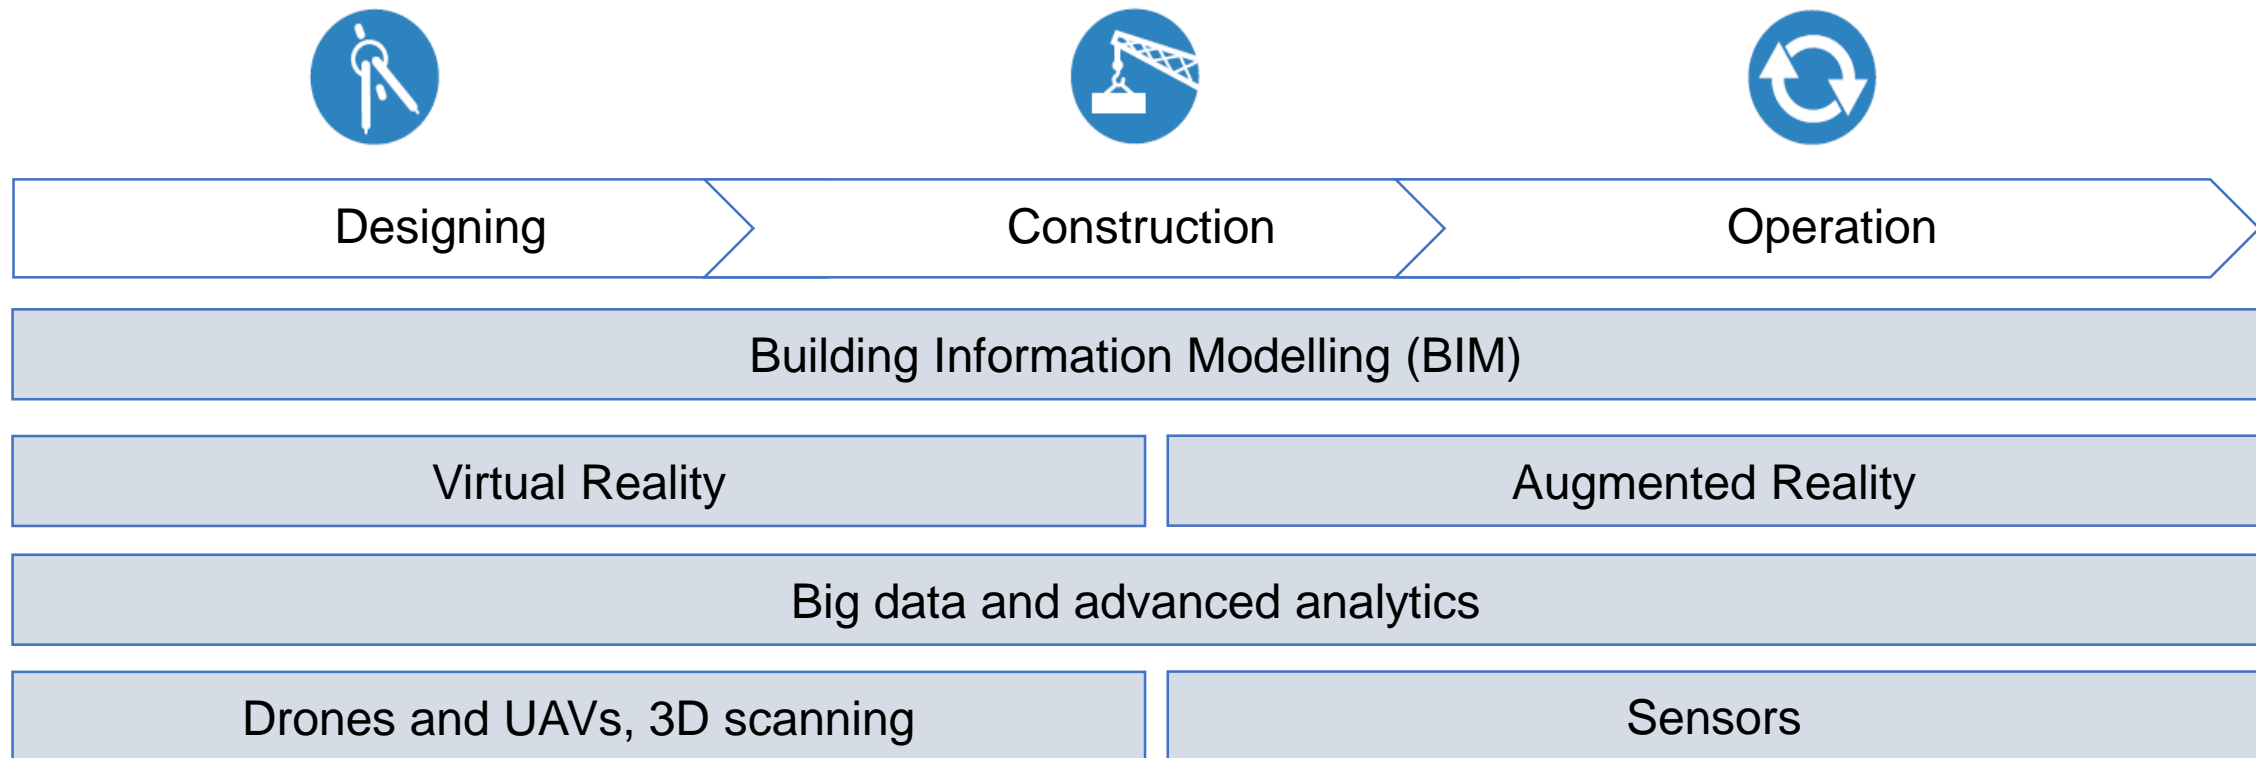 Designing
Construction
Operation
Building Information Modelling (BIM)
Virtual Reality
Augmented Reality
Big data and advanced analytics
Drones and UAVs, 3D scanning
Sensors